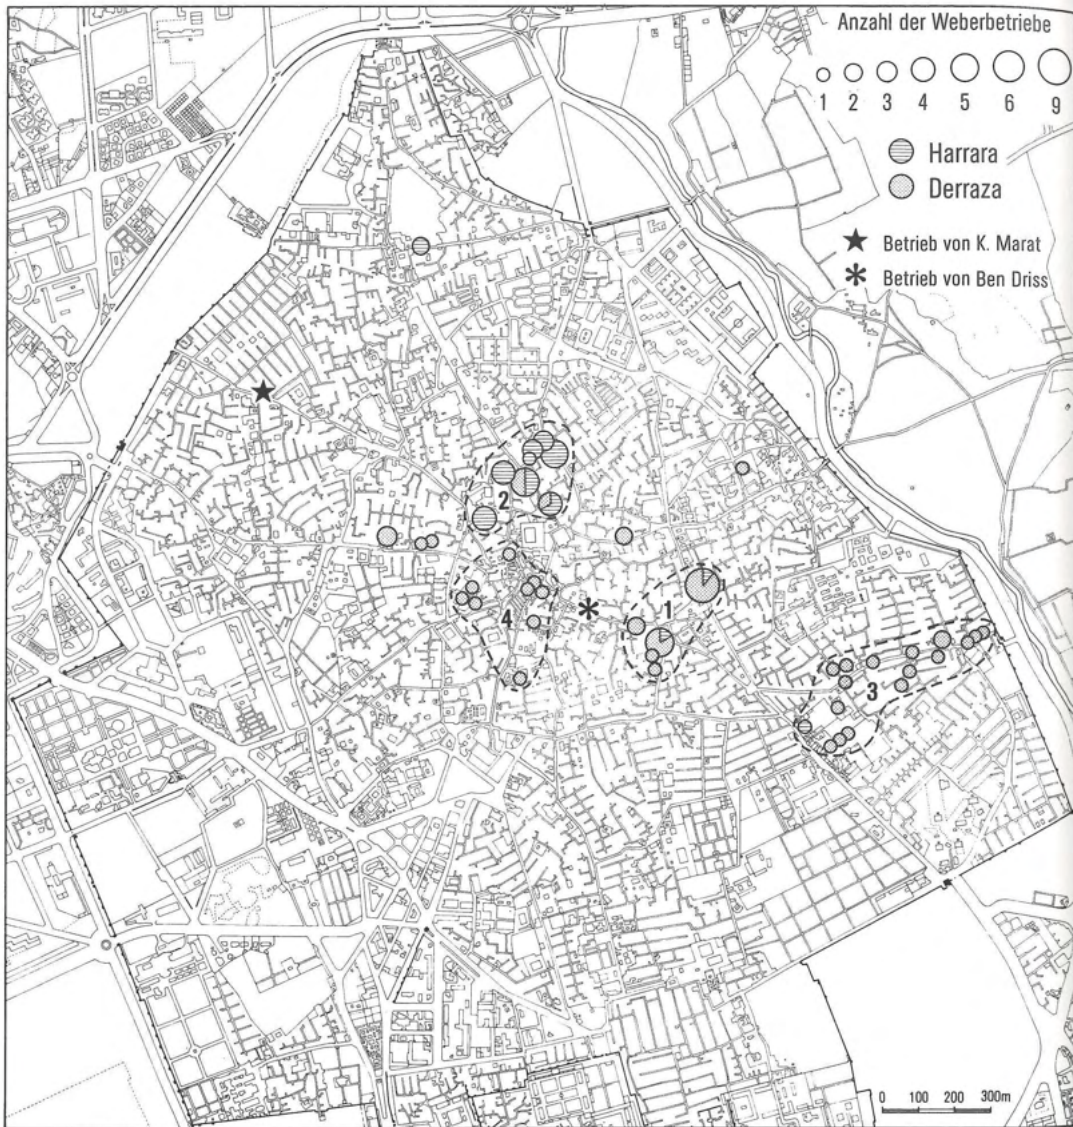 Anzahl der Weberbetriebe
1 2 3 4 5 6 9
Harrara
Derraza
Betrieb von K. Marat
Betrieb von Ben Driss
2
1
4
3
0 100 200 300m